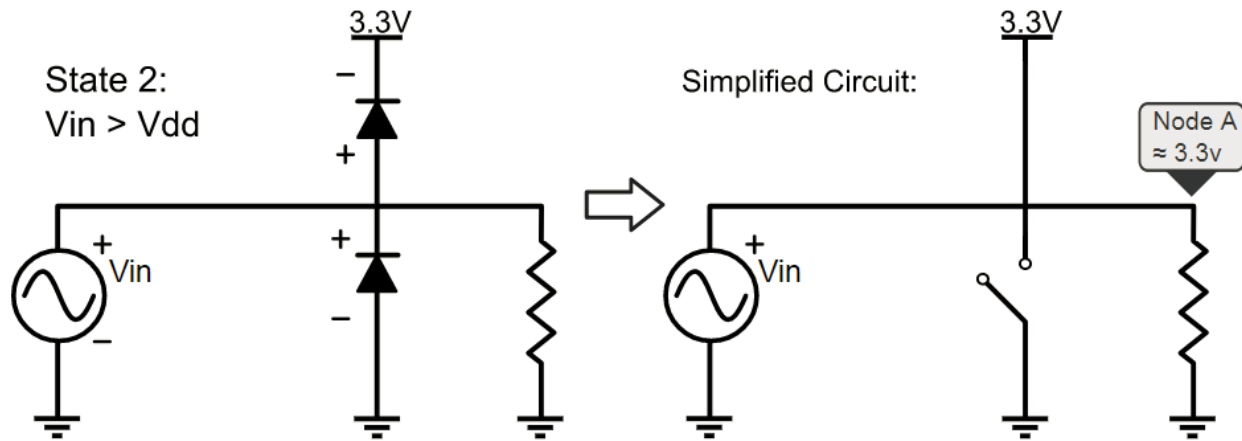 3.3V
State 2:
Vin > Vdd
−
+
+
−
+
Vin
−
3.3V
Simplified Circuit:
Node A
≈ 3.3v
+
Vin